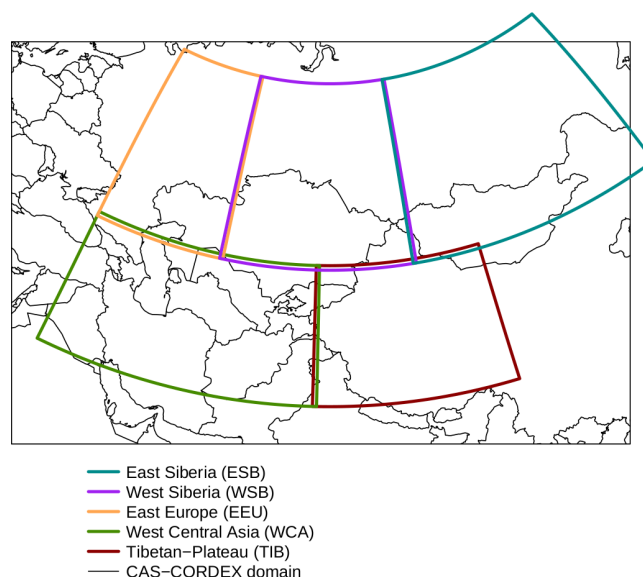 East Siberia (ESB)
West Siberia (WSB)
East Europe (EEU)
West Central Asia (WCA)
Tibetan−Plateau (TIB)
CAS−CORDEX domain